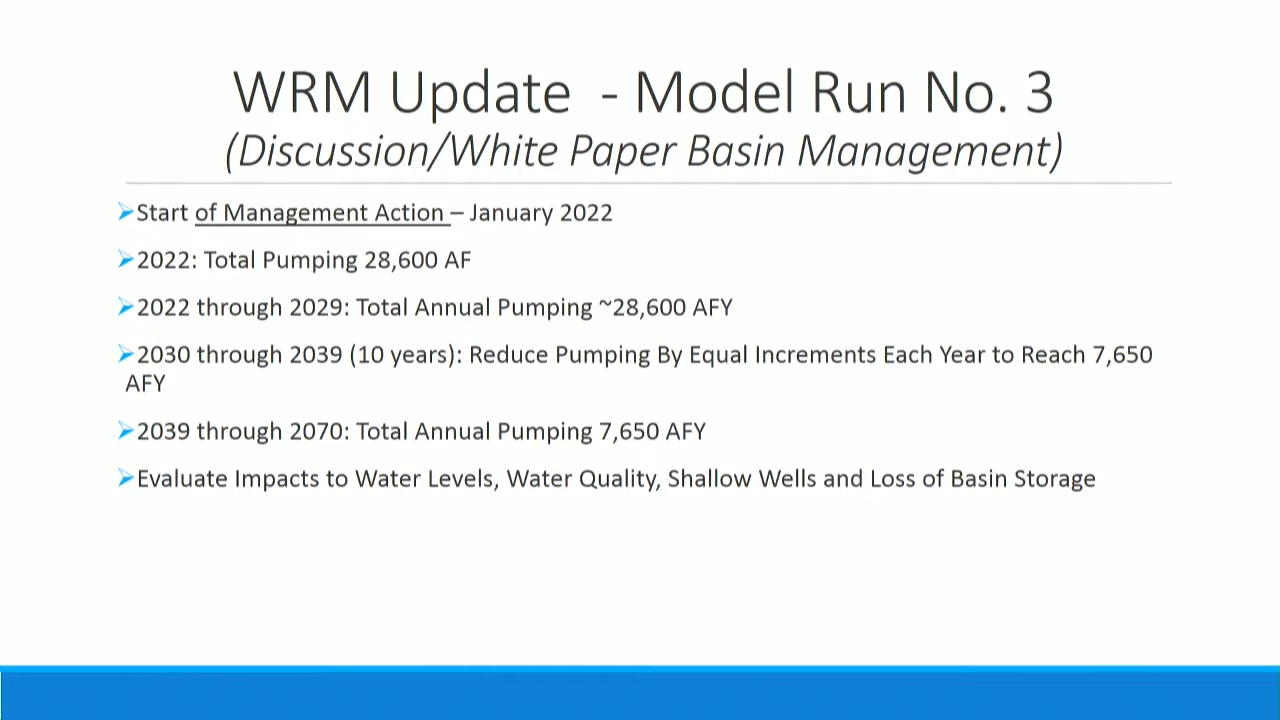 WRM Update - Model Run No. 3
(Discussion/White Paper Basin Management)
Start of Management Action – January 2022
2022: Total Pumping 28,600 AF
2022 through 2029: Total Annual Pumping ~28,600 AFY
2030 through 2039 (10 years): Reduce Pumping By Equal Increments Each Year to Reach 7,650
AFY
2039 through 2070: Total Annual Pumping 7,650 AFY
Evaluate Impacts to Water Levels, Water Quality, Shallow Wells and Loss of Basin Storage